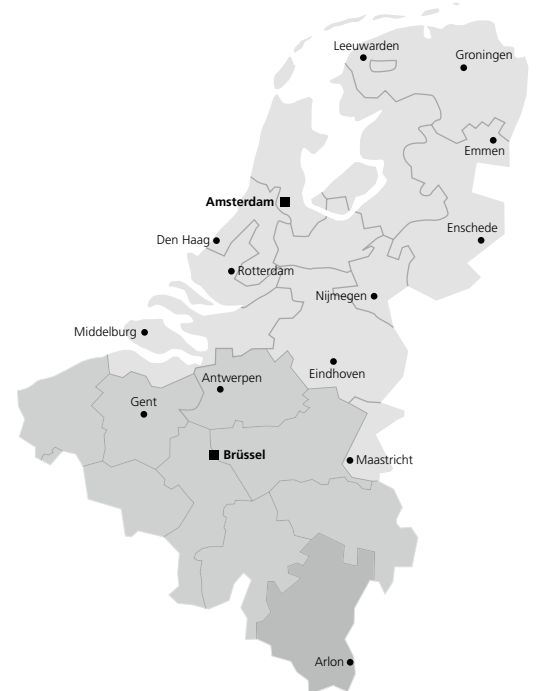 Leeuwarden
Groningen
Emmen
Amsterdam
Enschede
Den Haag
Rotterdam
Nijmegen
Middelburg
Eindhoven
Antwerpen
Gent
Brüssel
Maastricht
Arlon